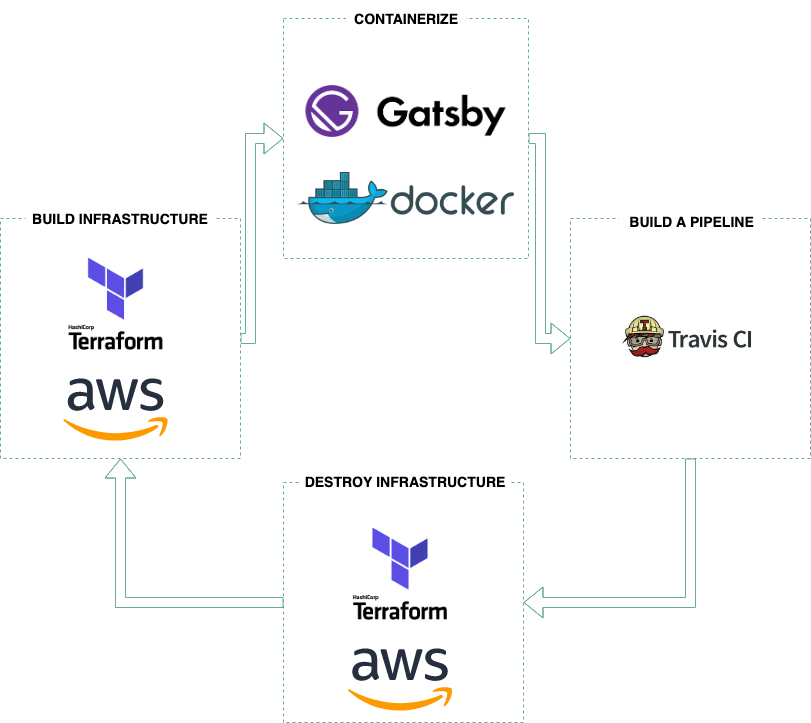 CONTAINERIZE
Gatsby
docker
BUILD INFRASTRUCTURE
HashiCorp
Terraform
aws
BUILD A PIPELINE
T
Travis CI
DESTROY INFRASTRUCTURE
HashiCorp
Terraform
aws